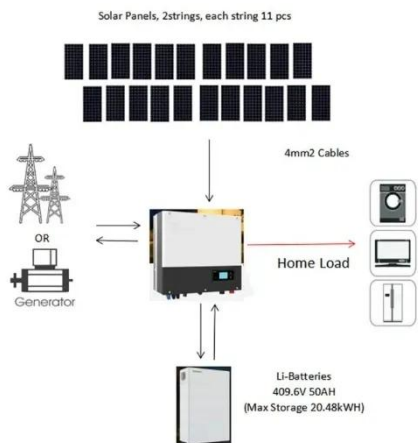 Solar Panels, 2strings, each string 11 pcs
4mm2 Cables
OR
Generator
Home Load
Li-Batteries
409.6V 50AH
(Max Storage 20.48kWH)